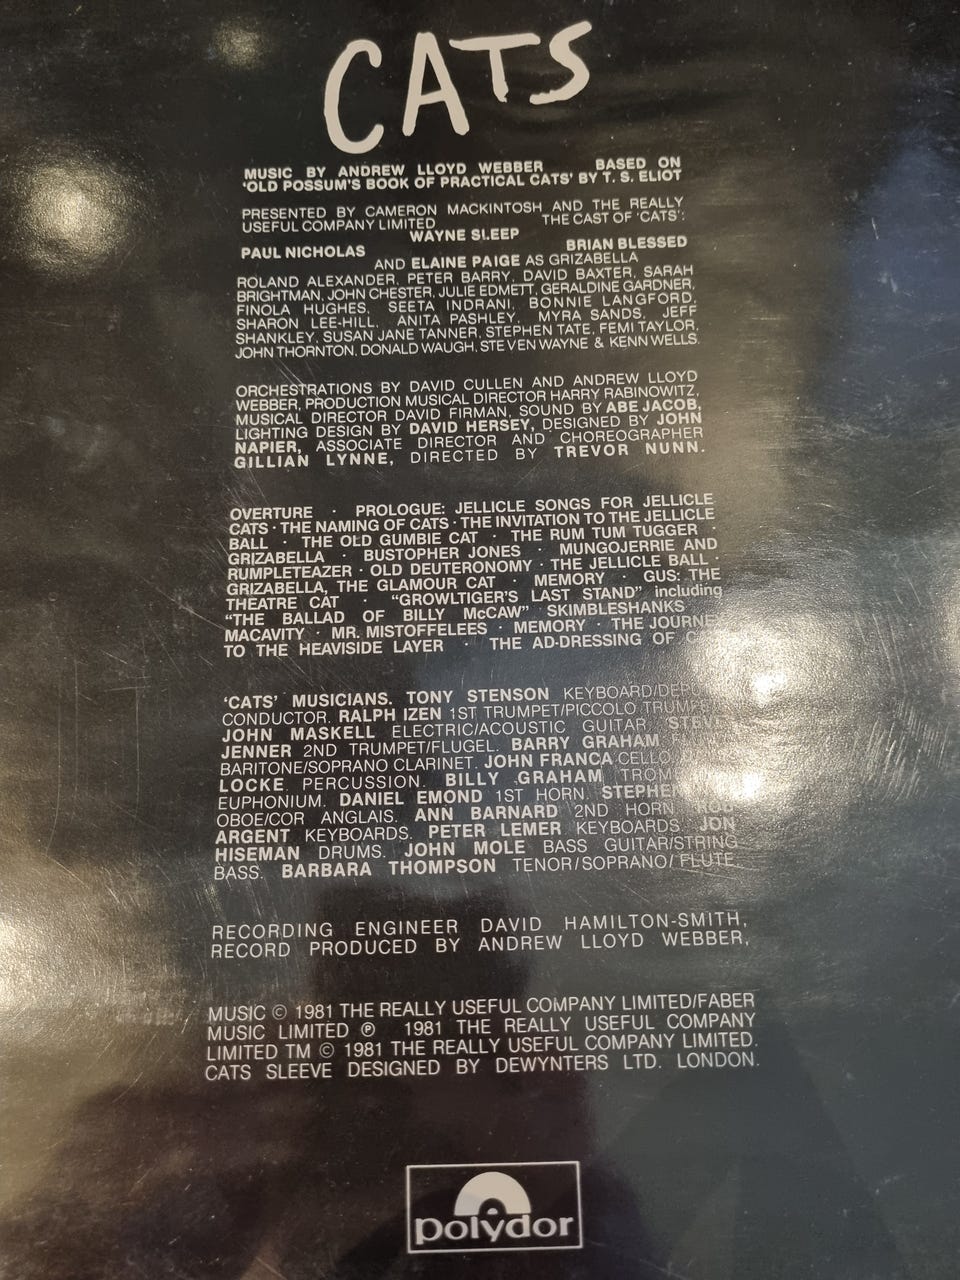 CATS
MUSIC BY ANDREW LLOYD WEBBER BASED ON
'OLD POSSUM'S BOOK OF PRACTICAL CATS' BY T. S. ELIOT
PRESENTED BY CAMERON MACKINTOSH AND THE REALLY
USEFUL COMPANY LIMITED THE CAST OF 'CATS':
WAYNE SLEEP
PAUL NICHOLAS BRIAN BLESSED
AND ELAINE PAIGE AS GRIZABELLA
ROLAND ALEXANDER, PETER BARRY, DAVID BAXTER, SARAH
BRIGHTMAN, JOHN CHESTER, JULIE EDMETT, GERALDINE GARDNER,
FINOLA HUGHES, SEETA INDRANI, BONNIE LANGFORD,
SHARON LEE-HILL, ANITA PASHLEY, MYRA SANDS, JEFF
SHANKLEY, SUSAN JANE TANNER, STEPHEN TATE, FEMI TAYLOR,
JOHN THORNTON, DONALD WAUGH, STEVEN WAYNE & KENN WELLS.
ORCHESTRATIONS BY DAVID CULLEN AND ANDREW LLOYD
WEBBER, PRODUCTION MUSICAL DIRECTOR HARRY RABINOWITZ,
MUSICAL DIRECTOR DAVID FIRMAN, SOUND BY ABE JACOB,
LIGHTING DESIGN BY DAVID HERSEY, DESIGNED BY JOHN
NAPIER, ASSOCIATE DIRECTOR AND CHOREOGRAPHER
GILLIAN LYNNE, DIRECTED BY TREVOR NUNN.
OVERTURE · PROLOGUE: JELLICLE SONGS FOR JELLICLE
CATS · THE NAMING OF CATS · THE INVITATION TO THE JELLICLE
BALL · THE OLD GUMBIE CAT · THE RUM TUM TUGGER ·
GRIZABELLA · BUSTOPHER JONES · MUNGOJERRIE AND
RUMPLETEAZER · OLD DEUTERONOMY · THE JELLICLE BALL ·
GRIZABELLA, THE GLAMOUR CAT · MEMORY · GUS: THE
THEATRE CAT · "GROWLTIGER'S LAST STAND" including
"THE BALLAD OF BILLY McCAW" SKIMBLESHANKS
MACAVITY · MR. MISTOFFELEES · MEMORY · THE JOURNEY
TO THE HEAVISIDE LAYER · THE AD-DRESSING OF
'CATS' MUSICIANS. TONY STENSON KEYBOARD/
CONDUCTOR. RALPH IZEN 1ST TRUMPET/PICCOLO TRUMPET
JOHN MASKELL ELECTRIC/ACOUSTIC GUITAR. STEVE
JENNER 2ND TRUMPET/FLUGEL. BARRY GRAHAM
BARITONE/SOPRANO CLARINET. JOHN FRANCA CELLO
LOCKE PERCUSSION. BILLY GRAHAM
EUPHONIUM. DANIEL EMOND 1ST HORN. STEPHEN
OBOE/COR ANGLAIS. ANN BARNARD 2ND HORN ROD
ARGENT KEYBOARDS. PETER LEMER KEYBOARDS. JON
HISEMAN DRUMS. JOHN MOLE BASS GUITAR/STRING
BASS. BARBARA THOMPSON TENOR/SOPRANO/FLUTE.
RECORDING ENGINEER DAVID HAMILTON-SMITH,
RECORD PRODUCED BY ANDREW LLOYD WEBBER,
MUSIC © 1981 THE REALLY USEFUL COMPANY LIMITED/FABER
MUSIC LIMITED ℗ 1981 THE REALLY USEFUL COMPANY
LIMITED TM © 1981 THE REALLY USEFUL COMPANY LIMITED.
CATS SLEEVE DESIGNED BY DEWYNTERS LTD. LONDON.
polydor